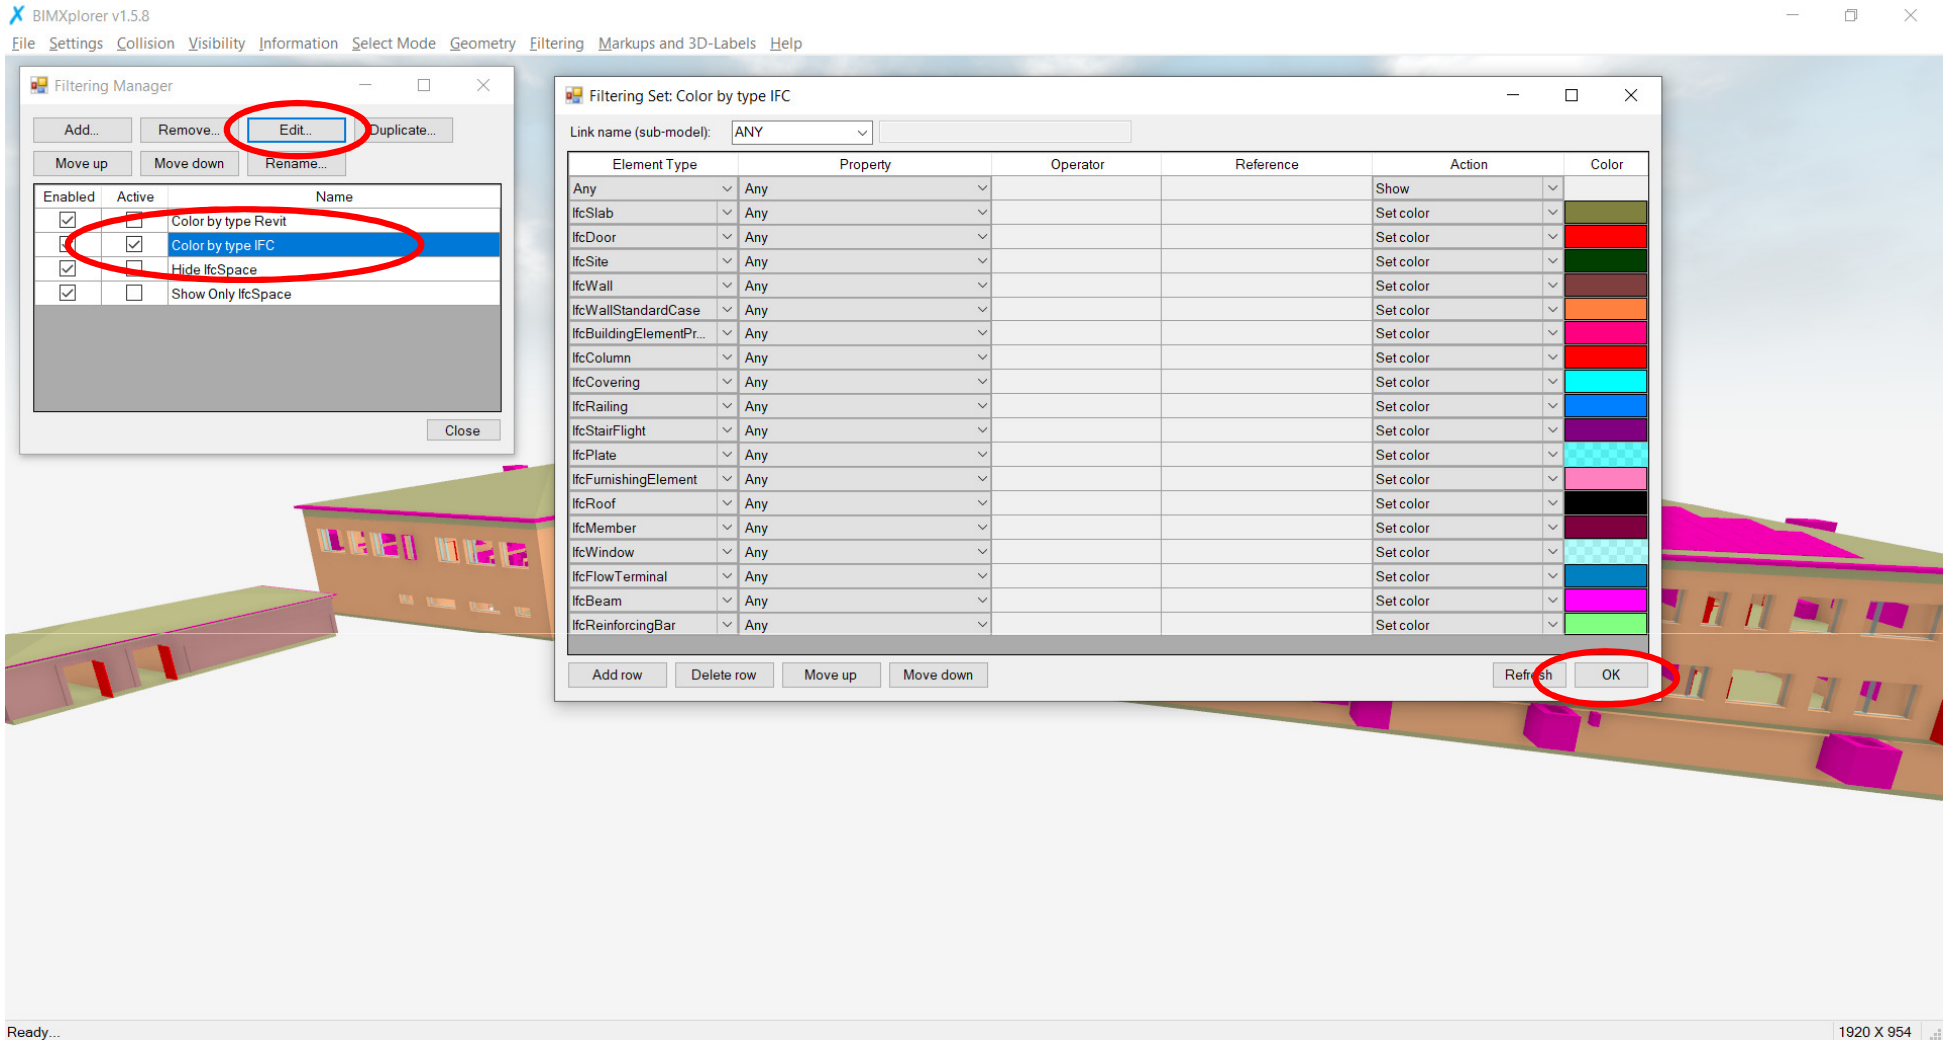 BIMXplorer v1.5.8
File Settings Collision Visibility Information Select Mode Geometry Filtering Markups and 3D-Labels Help
Filtering Manager
Add... Remove... Edit... Duplicate...
Move up Move down Rename...
Enabled Active Name
Color by type Revit
Color by type IFC
Hide IfcSpace
Show Only IfcSpace
Close
Filtering Set: Color by type IFC
Link name (sub-model): ANY
Element Type Property Operator Reference Action Color
Any Any Show
IfcSlab Any Set color
IfcDoor Any Set color
IfcSite Any Set color
IfcWall Any Set color
IfcWallStandardCase Any Set color
IfcBuildingElementPr... Any Set color
IfcColumn Any Set color
IfcCovering Any Set color
IfcRailing Any Set color
IfcStairFlight Any Set color
IfcPlate Any Set color
IfcFurnishingElement Any Set color
IfcRoof Any Set color
IfcMember Any Set color
IfcWindow Any Set color
IfcFlowTerminal Any Set color
IfcBeam Any Set color
IfcReinforcingBar Any Set color
Add row Delete row Move up Move down Refresh OK
Ready... 1920 X 954